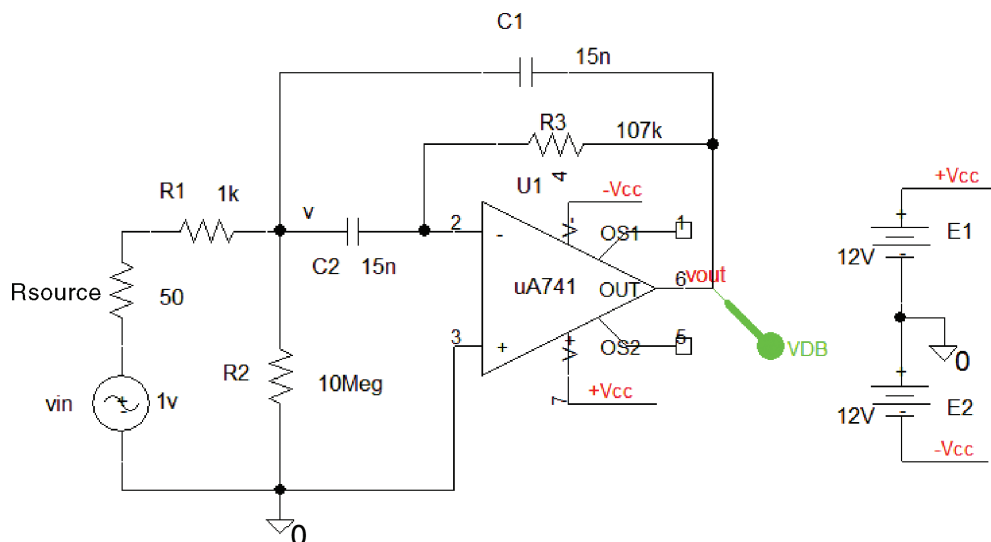 C1
15n
R3
107k
4
U1
-Vcc
+Vcc
R1
1k
v
2
-
V-
OS1
1
+
E1
-
12V
C2
15n
uA741
OUT
6
vout
Rsource
50
3
+
V+
OS2
5
VDB
0
R2
10Meg
vin
1v
+
7
+Vcc
+
12V
-
E2
-Vcc
0